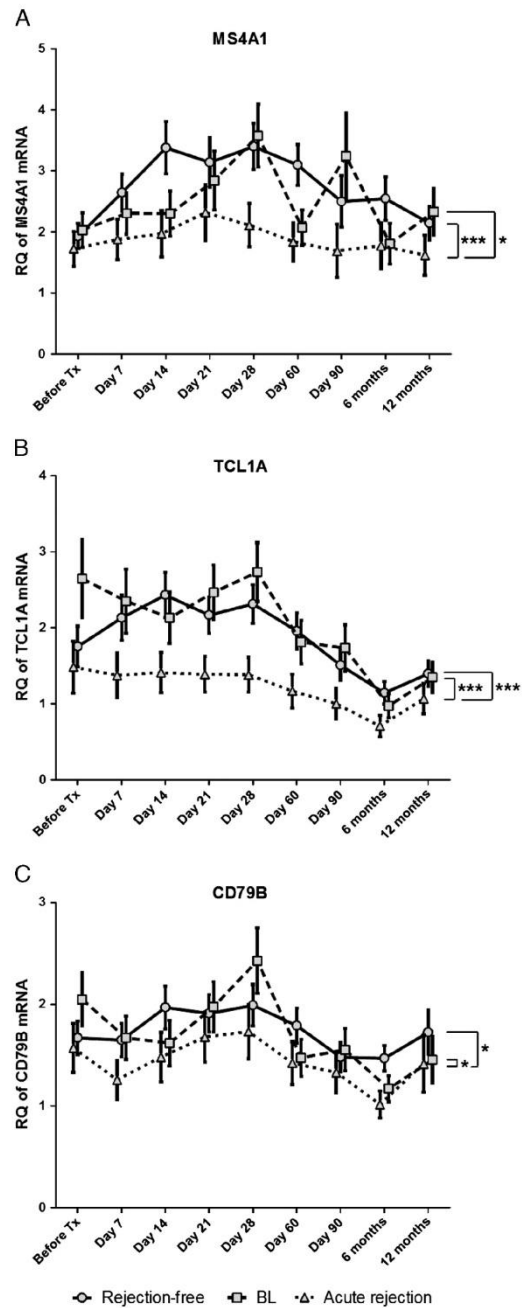 A
MS4A1
RQ of MS4A1 mRNA
5
4
3
2
1
0
***
*
Before Tx
Day 7
Day 14
Day 21
Day 28
Day 60
Day 90
6 months
12 months
B
TCL1A
RQ of TCL1A mRNA
4
3
2
1
0
***
***
Before Tx
Day 7
Day 14
Day 21
Day 28
Day 60
Day 90
6 months
12 months
C
CD79B
RQ of CD79B mRNA
3
2
1
0
*
*
Before Tx
Day 7
Day 14
Day 21
Day 28
Day 60
Day 90
6 months
12 months
Rejection-free BL Acute rejection